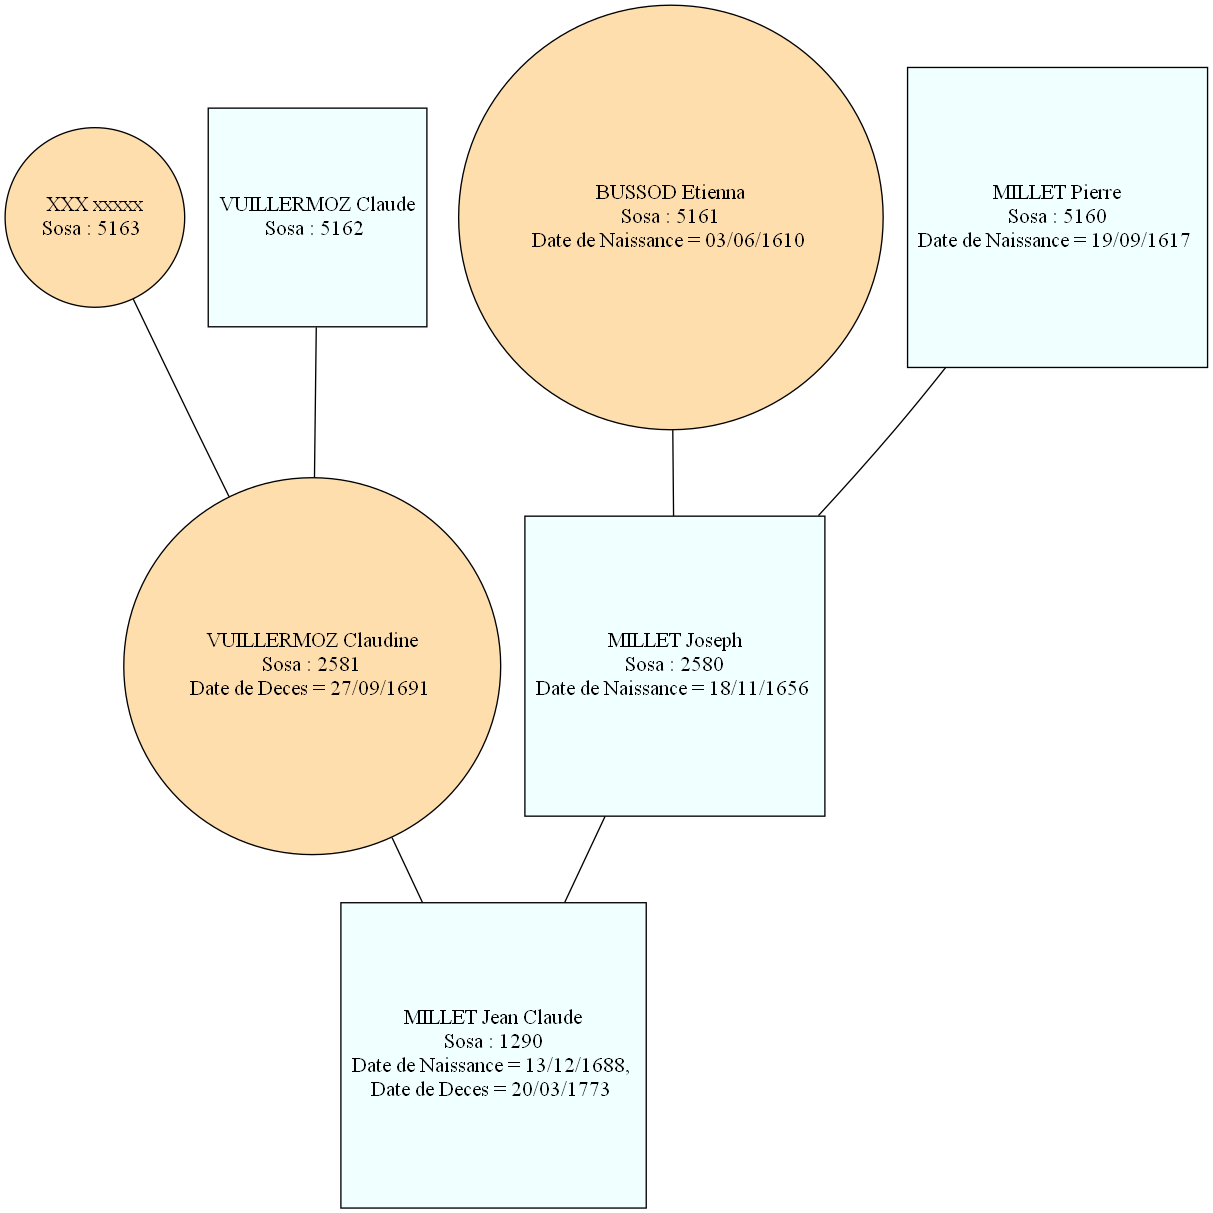 XXX xxxxx
Sosa : 5163
VUILLERMOZ Claude
Sosa : 5162
BUSSOD Etienna
Sosa : 5161
Date de Naissance = 03/06/1610
MILLET Pierre
Sosa : 5160
Date de Naissance = 19/09/1617
VUILLERMOZ Claudine
Sosa : 2581
Date de Deces = 27/09/1691
MILLET Joseph
Sosa : 2580
Date de Naissance = 18/11/1656
MILLET Jean Claude
Sosa : 1290
Date de Naissance = 13/12/1688,
Date de Deces = 20/03/1773